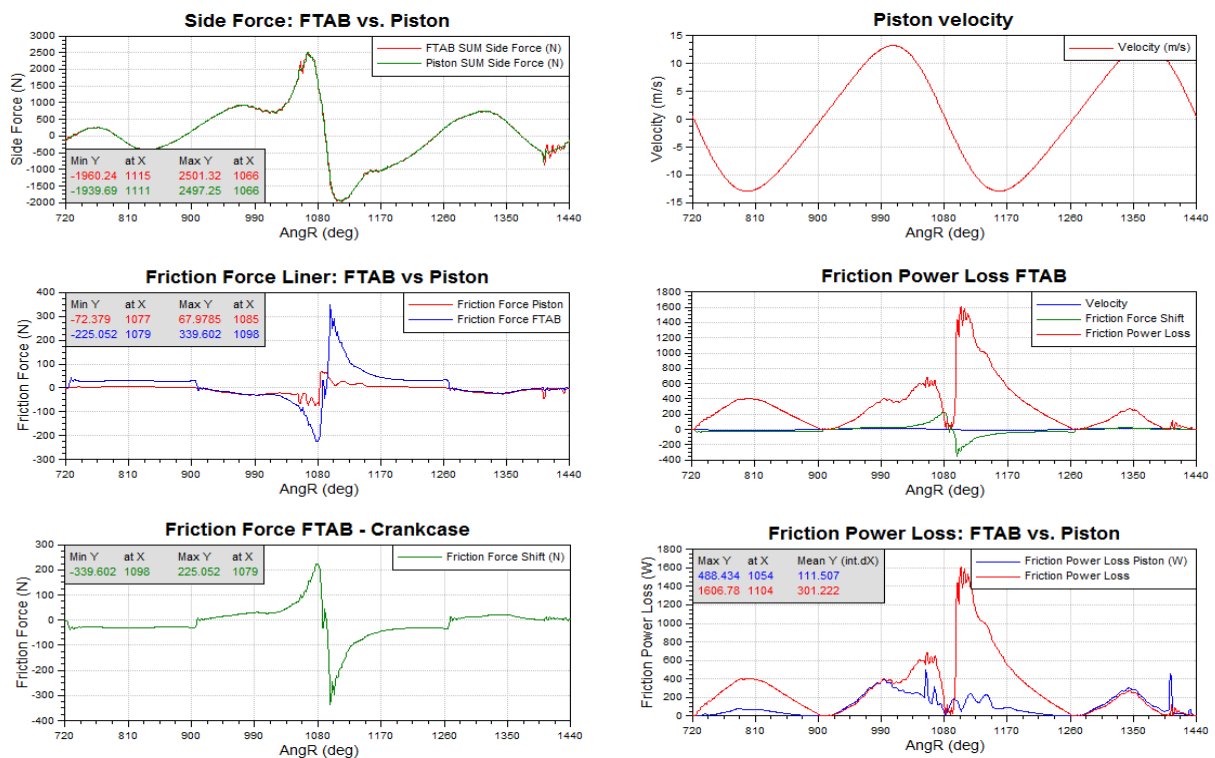 Side Force: FTAB vs. Piston
Side Force (N)
3000
2500
2000
1500
1000
500
0
-500
-1000
-1500
-2000
FTAB SUM Side Force (N)
Piston SUM Side Force (N)
Min Y at X Max Y at X
-1960.24 1115 2501.32 1066
-1939.69 1111 2497.25 1066
720 810 900 990 1080 1170 1260 1350 1440
AngR (deg)
Piston velocity
Velocity (m/s)
15
10
5
0
-5
-10
-15
Velocity (m/s)
720 810 900 990 1080 1170 1260 1350 1440
AngR (deg)
Friction Force Liner: FTAB vs Piston
Friction Force (N)
400
300
200
100
0
-100
-200
-300
Min Y at X Max Y at X
-72.379 1077 67.9785 1085
-225.052 1079 339.602 1098
Friction Force Piston
Friction Force FTAB
720 810 900 990 1080 1170 1260 1350 1440
AngR (deg)
Friction Power Loss FTAB
1800
1600
1400
1200
1000
800
600
400
200
0
-200
-400
Velocity
Friction Force Shift
Friction Power Loss
720 810 900 990 1080 1170 1260 1350 1440
AngR (deg)
Friction Force FTAB - Crankcase
Friction Force (N)
300
200
100
0
-100
-200
-300
-400
Min Y at X Max Y at X
-339.602 1098 225.052 1079
Friction Force Shift (N)
720 810 900 990 1080 1170 1260 1350 1440
AngR (deg)
Friction Power Loss: FTAB vs. Piston
Friction Power Loss (W)
1800
1600
1400
1200
1000
800
600
400
200
0
Max Y at X Mean Y (int.dX)
488.434 1054 111.507
1606.78 1104 301.222
Friction Power Loss Piston (W)
Friction Power Loss
720 810 900 990 1080 1170 1260 1350 1440
AngR (deg)